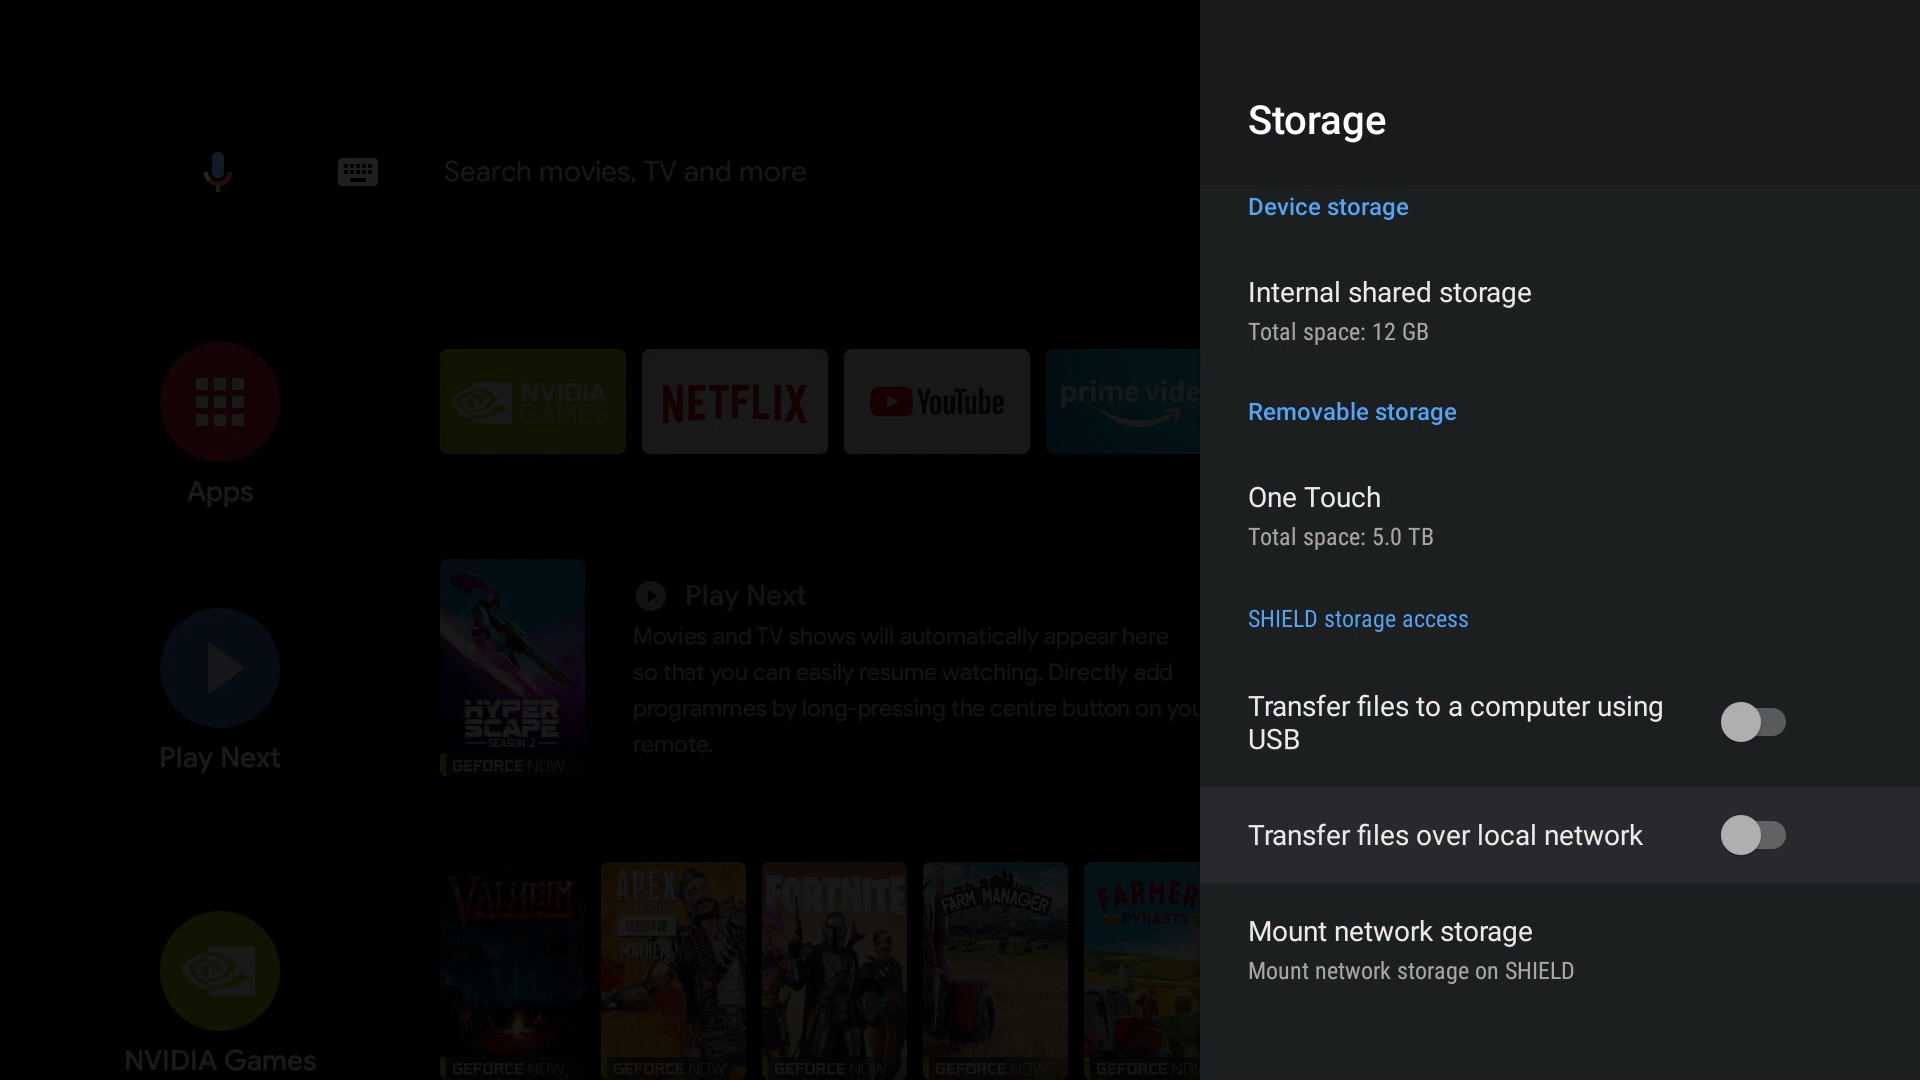 Storage
Search movies, TV and more
Device storage
Internal shared storage
Total space: 12 GB
NVIDIA
GAMES
NETFLIX
YouTube
prime vide
Apps
Removable storage
One Touch
Total space: 5.0 TB
Play Next
Movies and TV shows will automatically appear here
so that you can easily resume watching. Directly add
programmes by long-pressing the centre button on you
remote.
HYPER
SCAPE
SEASON 2
GEFORCE NOW
Play Next
SHIELD storage access
Transfer files to a computer using
USB
Transfer files over local network
Mount network storage
Mount network storage on SHIELD
VALHEIM
APEX
MAYHEM
FORTNITE
FARM MANAGER
FARMER
DYNASTY
GEFORCE NOW
GEFORCE NOW
GEFORCE NOW
GEFORCE NOW
GEFORCE NO
NVIDIA Games